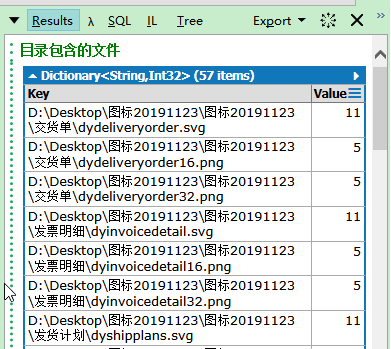 Results λ SQL IL Tree Export
目录包含的文件
Dictionary<String,Int32> (57 items)
Key Value
D:\Desktop\图标20191123\图标20191123
\交货单\dydeliveryorder.svg 11
D:\Desktop\图标20191123\图标20191123
\交货单\dydeliveryorder16.png 5
D:\Desktop\图标20191123\图标20191123
\交货单\dydeliveryorder32.png 5
D:\Desktop\图标20191123\图标20191123
\发票明细\dyinvoicedetail.svg 11
D:\Desktop\图标20191123\图标20191123
\发票明细\dyinvoicedetail16.png 5
D:\Desktop\图标20191123\图标20191123
\发票明细\dyinvoicedetail32.png 5
D:\Desktop\图标20191123\图标20191123
\发货计划\dyshipplans.svg 11